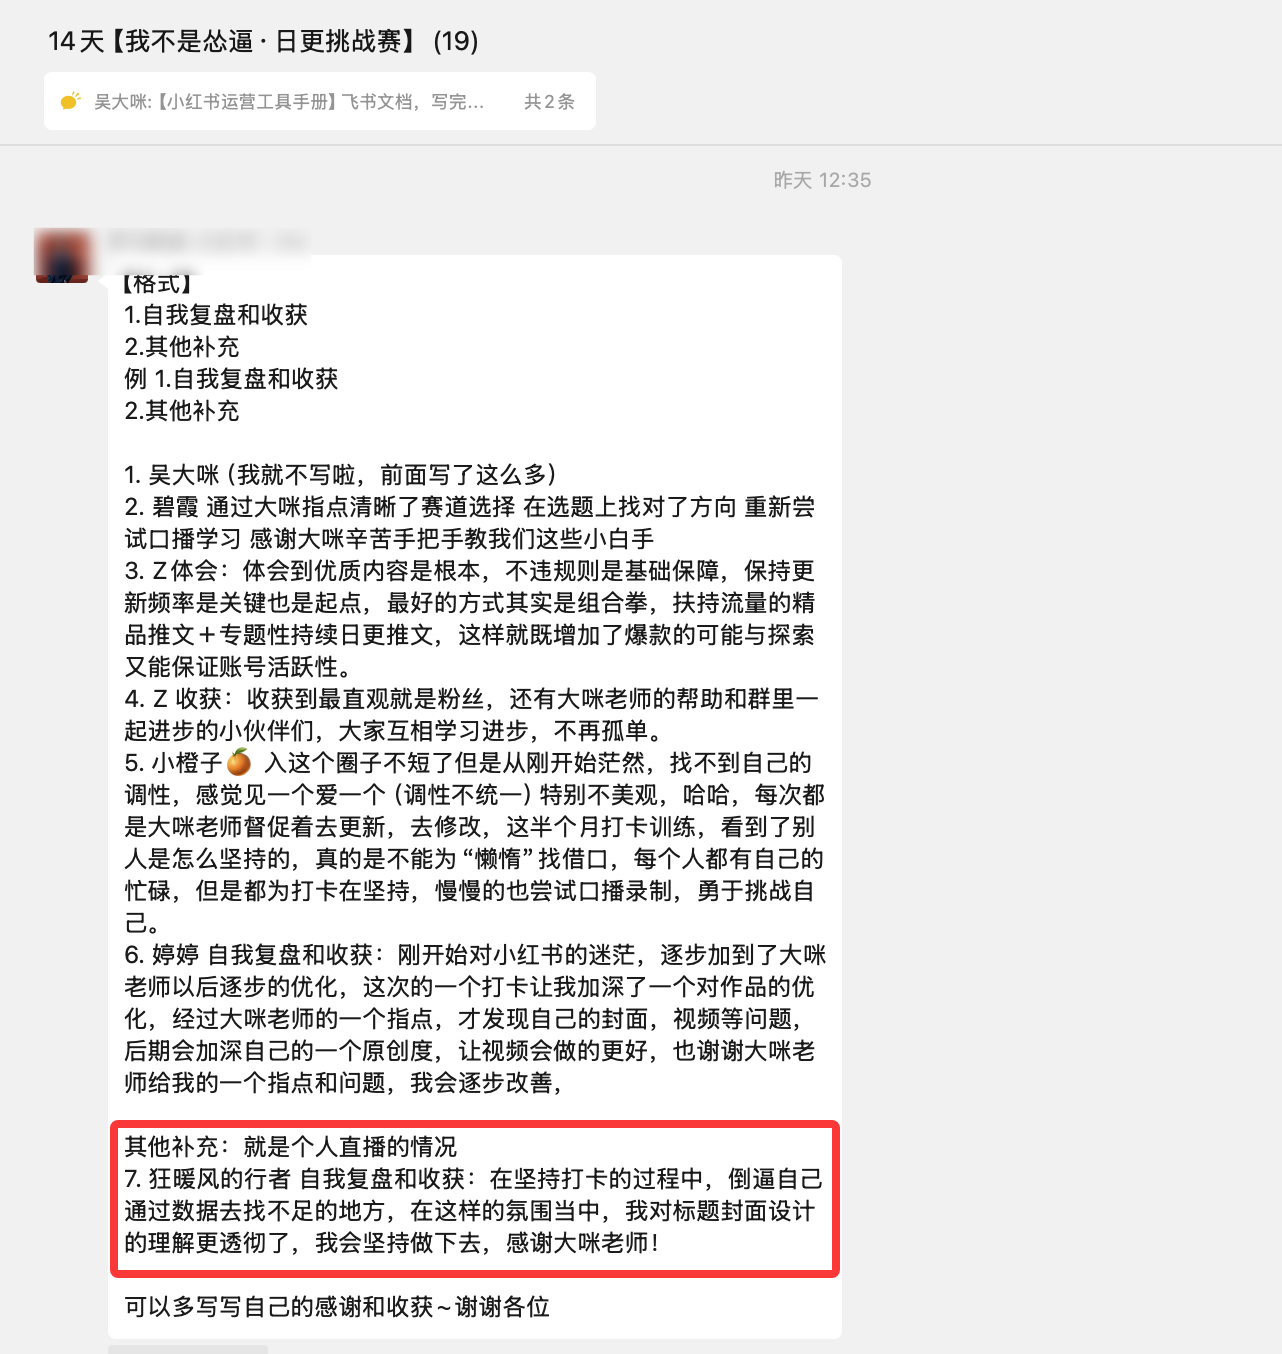 14天【我不是怂逼 · 日更挑战赛】 (19)
吴大咪:【小红书运营工具手册】飞书文档，写完... 共2条
昨天 12:35
【格式】
1.自我复盘和收获
2.其他补充
例 1.自我复盘和收获
2.其他补充
1. 吴大咪（我就不写啦，前面写了这么多）
2. 碧霞 通过大咪指点清晰了赛道选择 在选题上找对了方向 重新尝
试口播学习 感谢大咪辛苦手把手教我们这些小白手
3. Z体会：体会到优质内容是根本，不违规则是基础保障，保持更
新频率是关键也是起点，最好的方式其实是组合拳，扶持流量的精
品推文＋专题性持续日更推文，这样就既增加了爆款的可能与探索
又能保证账号活跃性。
4. Z 收获：收获到最直观就是粉丝，还有大咪老师的帮助和群里一
起进步的小伙伴们，大家互相学习进步，不再孤单。
5. 小橙子🍊 入这个圈子不短了但是从刚开始茫然，找不到自己的
调性，感觉见一个爱一个（调性不统一）特别不美观，哈哈，每次都
是大咪老师督促着去更新，去修改，这半个月打卡训练，看到了别
人是怎么坚持的，真的是不能为“懒惰”找借口，每个人都有自己的
忙碌，但是都为打卡在坚持，慢慢的也尝试口播录制，勇于挑战自
己。
6. 婷婷 自我复盘和收获：刚开始对小红书的迷茫，逐步加到了大咪
老师以后逐步的优化，这次的一个打卡让我加深了一个对作品的优
化，经过大咪老师的一个指点，才发现自己的封面，视频等问题，
后期会加深自己的一个原创度，让视频会做的更好，也谢谢大咪老
师给我的一个指点和问题，我会逐步改善，
其他补充：就是个人直播的情况
7. 狂暖风的行者 自我复盘和收获：在坚持打卡的过程中，倒逼自己
通过数据去找不足的地方，在这样的氛围当中，我对标题封面设计
的理解更透彻了，我会坚持做下去，感谢大咪老师！
可以多写写自己的感谢和收获～谢谢各位